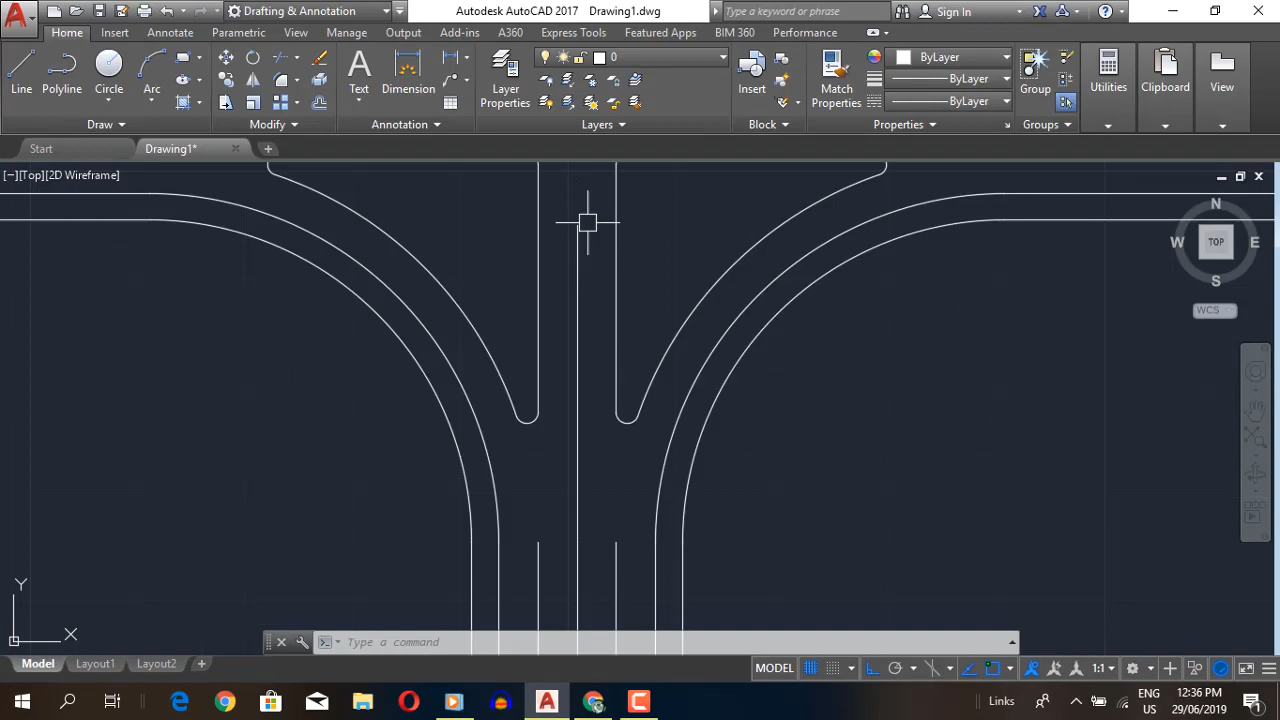 Drafting & Annotation
Autodesk AutoCAD 2017 Drawing1.dwg
Type a keyword or phrase
Sign In
Home Insert Annotate Parametric View Manage Output Add-ins A360 Express Tools Featured Apps BIM 360 Performance
Line Polyline Circle Arc
Text Dimension
Layer Properties
0
Insert
Match Properties
ByLayer
ByLayer
ByLayer
Group
Utilities
Clipboard
View
Draw Modify Annotation Layers Block Properties Groups
Start Drawing1*
[−][Top][2D Wireframe]
N
W TOP E
S
WCS
Y
X
Type a command
Model Layout1 Layout2
MODEL
1:1
Links
ENG
US
12:36 PM
29/06/2019
1